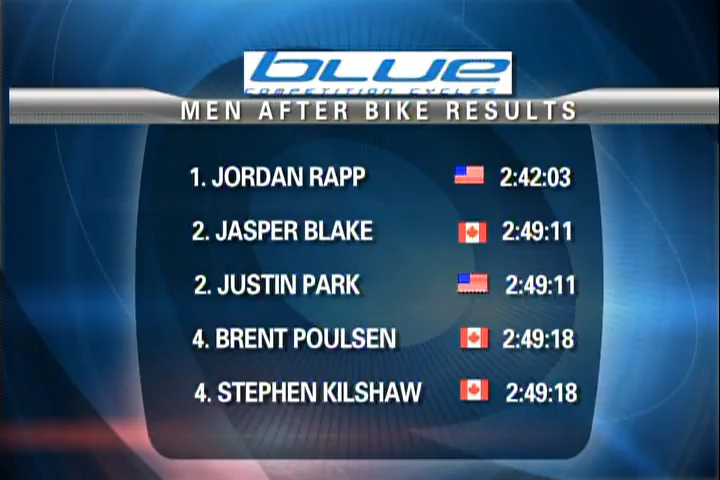 blue
COMPETITION CYCLES
MEN AFTER BIKE RESULTS
1. JORDAN RAPP 2:42:03
2. JASPER BLAKE 2:49:11
2. JUSTIN PARK 2:49:11
4. BRENT POULSEN 2:49:18
4. STEPHEN KILSHAW 2:49:18